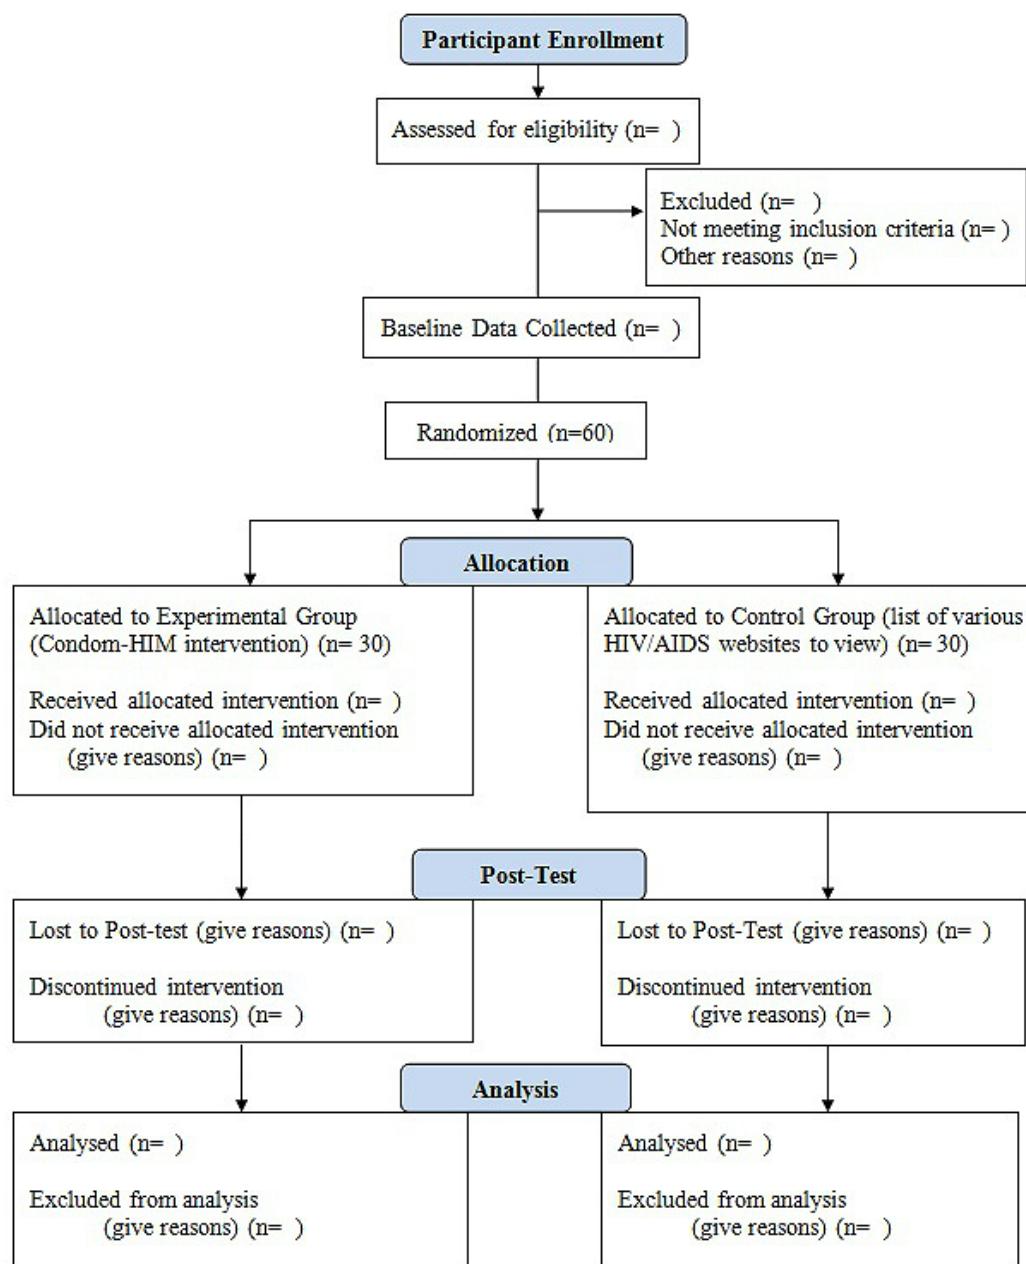 Participant Enrollment
Assessed for eligibility (n=  )
Excluded (n=  )
Not meeting inclusion criteria (n= )
Other reasons (n=  )
Baseline Data Collected (n=  )
Randomized (n=60)
Allocation
Allocated to Experimental Group
(Condom-HIM intervention) (n= 30)
Received allocated intervention (n=  )
Did not receive allocated intervention
(give reasons) (n=  )
Allocated to Control Group (list of various
HIV/AIDS websites to view) (n= 30)
Received allocated intervention (n=  )
Did not receive allocated intervention
(give reasons) (n=  )
Post-Test
Lost to Post-test (give reasons) (n=  )
Discontinued intervention
(give reasons) (n=  )
Lost to Post-Test (give reasons) (n=  )
Discontinued intervention
(give reasons) (n=  )
Analysis
Analysed (n=  )
Excluded from analysis
(give reasons) (n=  )
Analysed (n=  )
Excluded from analysis
(give reasons) (n=  )